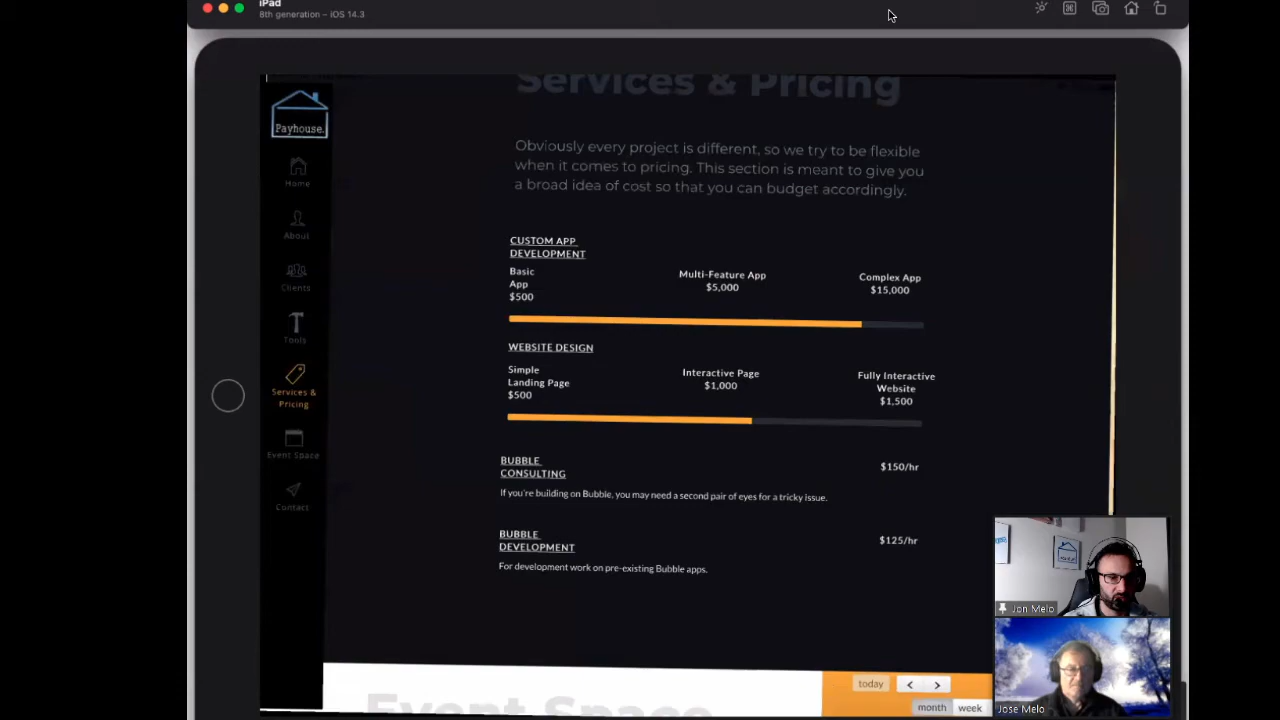 iPad
8th generation – iOS 14.3
Services & Pricing
Payhouse.
Home
About
Clients
Tools
Services &
Pricing
Event Space
Contact
Obviously every project is different, so we try to be flexible
when it comes to pricing. This section is meant to give you
a broad idea of cost so that you can budget accordingly.
CUSTOM APP
DEVELOPMENT
Basic
App
$500
Multi-Feature App
$5,000
Complex App
$15,000
WEBSITE DESIGN
Simple
Landing Page
$500
Interactive Page
$1,000
Fully Interactive
Website
$1,500
BUBBLE
CONSULTING
$150/hr
If you're building on Bubble, you may need a second pair of eyes for a tricky issue.
BUBBLE
DEVELOPMENT
$125/hr
For development work on pre-existing Bubble apps.
Event Space
today
month week
Jon Melo
Jose Melo